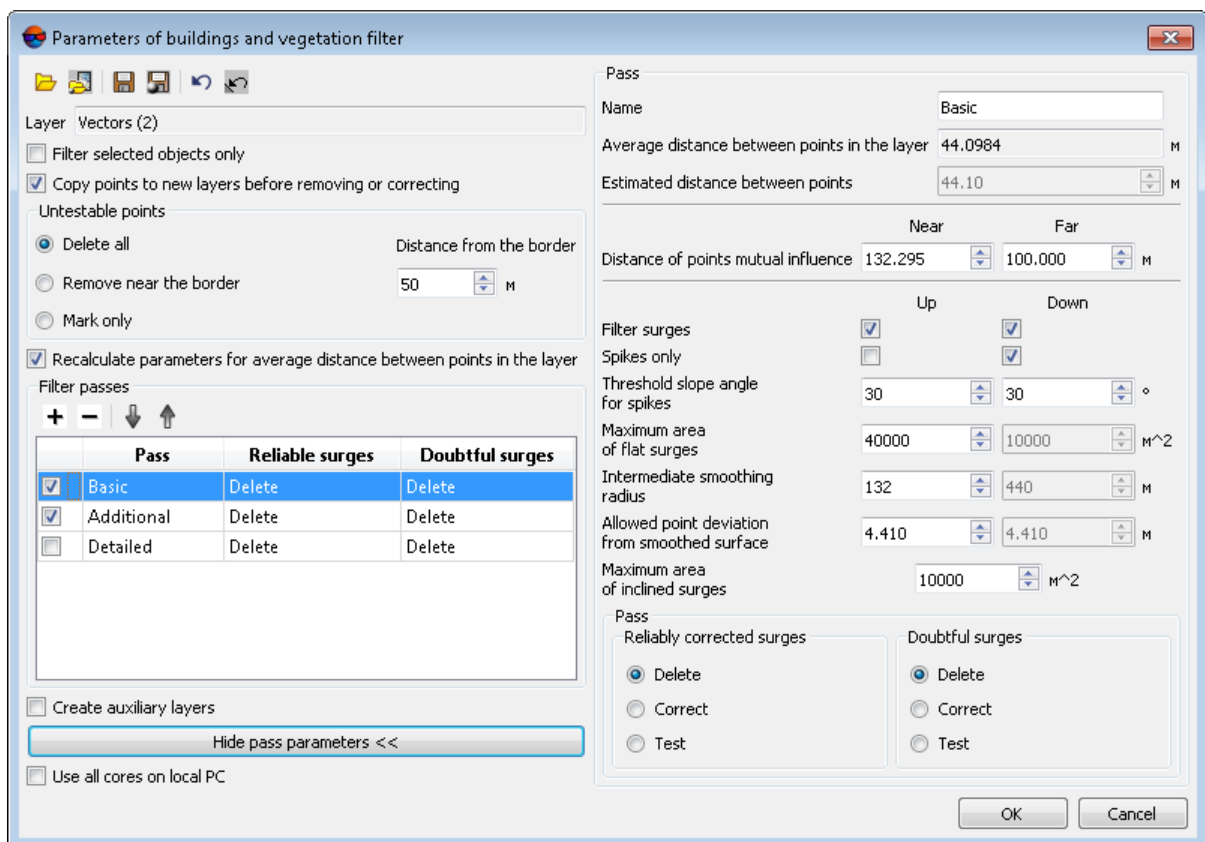 Parameters of buildings and vegetation filter
Layer Vectors (2)
Filter selected objects only
Copy points to new layers before removing or correcting
Untestable points
Delete all Distance from the border
Remove near the border 50 м
Mark only
Recalculate parameters for average distance between points in the layer
Filter passes
Pass Reliable surges Doubtful surges
Basic Delete Delete
Additional Delete Delete
Detailed Delete Delete
Create auxiliary layers
Hide pass parameters <<
Use all cores on local PC
Pass
Name Basic
Average distance between points in the layer 44.0984 м
Estimated distance between points 44.10 м
Near Far
Distance of points mutual influence 132.295 100.000 м
Up Down
Filter surges
Spikes only
Threshold slope angle
for spikes 30 30 °
Maximum area
of flat surges 40000 10000 м^2
Intermediate smoothing
radius 132 440 м
Allowed point deviation
from smoothed surface 4.410 4.410 м
Maximum area
of inclined surges 10000 м^2
Pass
Reliably corrected surges Doubtful surges
Delete Delete
Correct Correct
Test Test
OK Cancel